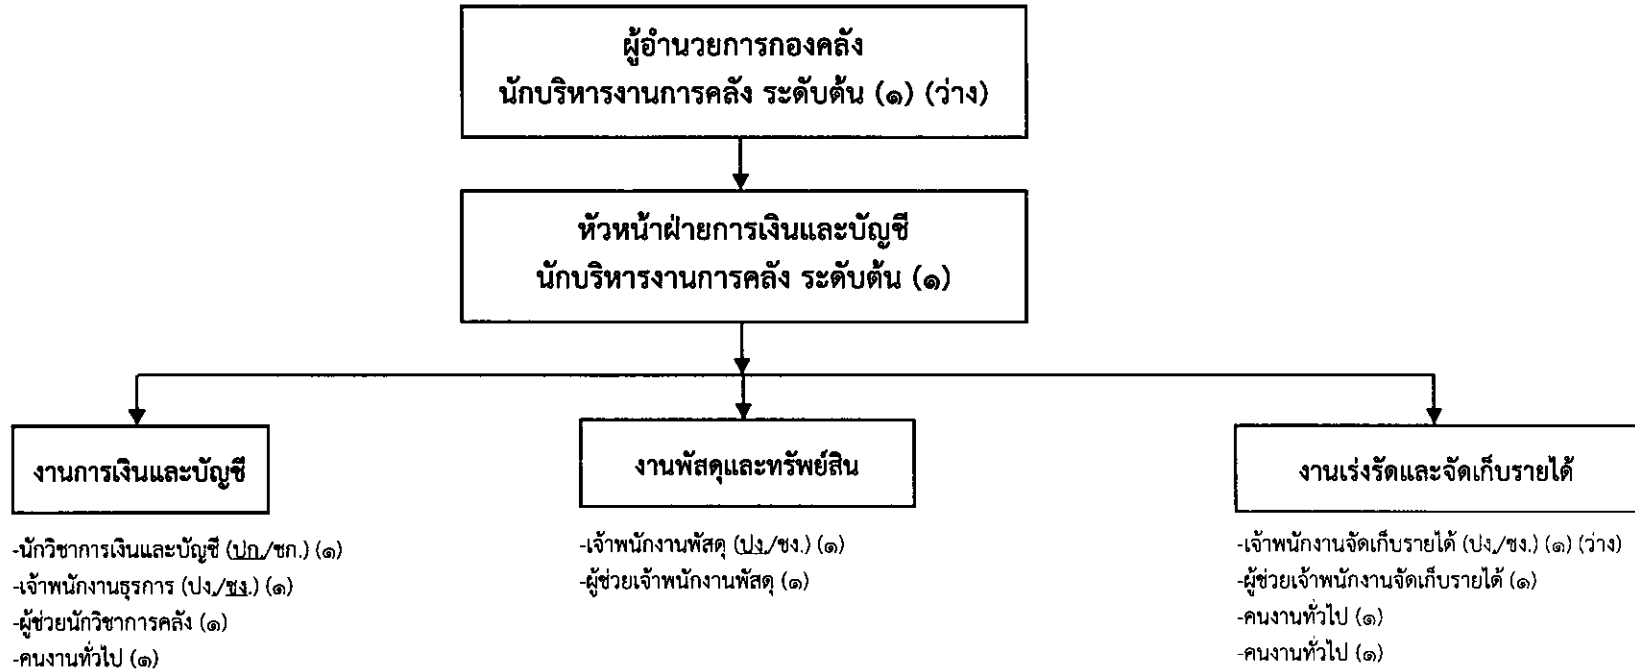 ผู้อำนวยการกองคลัง
นักบริหารงานการคลัง ระดับต้น (๑) (ว่าง)
หัวหน้าฝ่ายการเงินและบัญชี
นักบริหารงานการคลัง ระดับต้น (๑)
งานการเงินและบัญชี
-นักวิชาการเงินและบัญชี (ปก./ชก.) (๑)
-เจ้าพนักงานธุรการ (ปง./ชง.) (๑)
-ผู้ช่วยนักวิชาการคลัง (๑)
-คนงานทั่วไป (๑)
งานพัสดุและทรัพย์สิน
-เจ้าพนักงานพัสดุ (ปง./ชง.) (๑)
-ผู้ช่วยเจ้าพนักงานพัสดุ (๑)
งานเร่งรัดและจัดเก็บรายได้
-เจ้าพนักงานจัดเก็บรายได้ (ปง./ชง.) (๑) (ว่าง)
-ผู้ช่วยเจ้าพนักงานจัดเก็บรายได้ (๑)
-คนงานทั่วไป (๑)
-คนงานทั่วไป (๑)